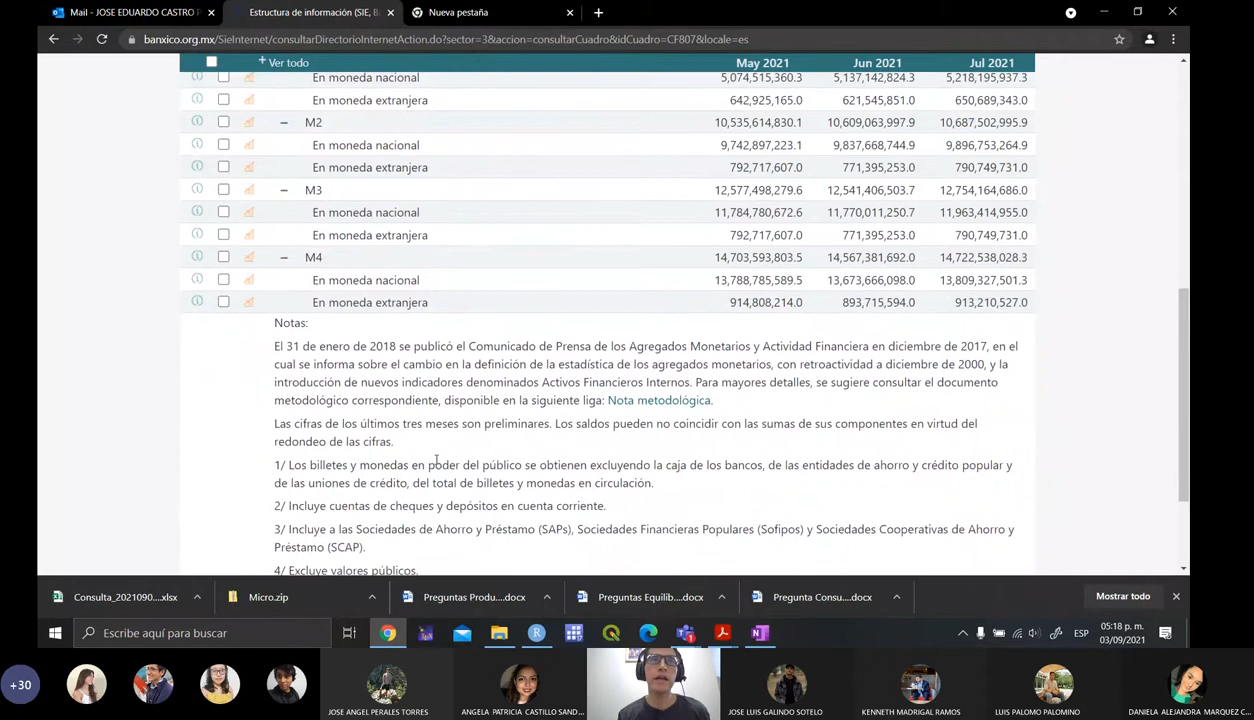 Mail - JOSE EDUARDO CASTRO P
Estructura de información (SIE, Ba
Nueva pestaña
banxico.org.mx/SieInternet/consultarDirectorioInternetAction.do?sector=3&accion=consultarCuadro&idCuadro=CF807&locale=es
Ver todo May 2021 Jun 2021 Jul 2021
En moneda nacional 5,074,515,360.3 5,137,142,824.3 5,218,195,937.3
En moneda extranjera 642,925,165.0 621,545,851.0 650,689,343.0
M2 10,535,614,830.1 10,609,063,997.9 10,687,502,995.9
En moneda nacional 9,742,897,223.1 9,837,668,744.9 9,896,753,264.9
En moneda extranjera 792,717,607.0 771,395,253.0 790,749,731.0
M3 12,577,498,279.6 12,541,406,503.7 12,754,164,686.0
En moneda nacional 11,784,780,672.6 11,770,011,250.7 11,963,414,955.0
En moneda extranjera 792,717,607.0 771,395,253.0 790,749,731.0
M4 14,703,593,803.5 14,567,381,692.0 14,722,538,028.3
En moneda nacional 13,788,785,589.5 13,673,666,098.0 13,809,327,501.3
En moneda extranjera 914,808,214.0 893,715,594.0 913,210,527.0
Notas:
El 31 de enero de 2018 se publicó el Comunicado de Prensa de los Agregados Monetarios y Actividad Financiera en diciembre de 2017, en el
cual se informa sobre el cambio en la definición de la estadística de los agregados monetarios, con retroactividad a diciembre de 2000, y la
introducción de nuevos indicadores denominados Activos Financieros Internos. Para mayores detalles, se sugiere consultar el documento
metodológico correspondiente, disponible en la siguiente liga: Nota metodológica.
Las cifras de los últimos tres meses son preliminares. Los saldos pueden no coincidir con las sumas de sus componentes en virtud del
redondeo de las cifras.
1/ Los billetes y monedas en poder del público se obtienen excluyendo la caja de los bancos, de las entidades de ahorro y crédito popular y
de las uniones de crédito, del total de billetes y monedas en circulación.
2/ Incluye cuentas de cheques y depósitos en cuenta corriente.
3/ Incluye a las Sociedades de Ahorro y Préstamo (SAPs), Sociedades Financieras Populares (Sofipos) y Sociedades Cooperativas de Ahorro y
Préstamo (SCAP).
4/ Excluye valores públicos.
Consulta_2021090....xlsx
Micro.zip
Preguntas Produ....docx
Preguntas Equilib....docx
Pregunta Consu....docx
Mostrar todo
Escribe aquí para buscar
ESP
05:18 p. m.
03/09/2021
+30
JOSE ANGEL PERALES TORRES
ANGELA PATRICIA CASTILLO SAND...
JOSE LUIS GALINDO SOTELO
KENNETH MADRIGAL RAMOS
LUIS PALOMO PALOMINO
DANIELA ALEJANDRA MARQUEZ C...